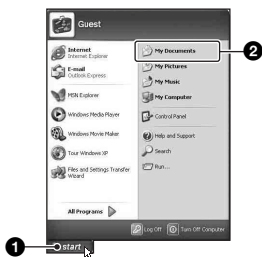 Guest
Internet
Internet Explorer
E-mail
Outlook Express
MSN Explorer
Windows Media Player
Windows Movie Maker
Tour Windows XP
Files and Settings Transfer
Wizard
All Programs
My Documents
My Pictures
My Music
My Computer
Control Panel
Help and Support
Search
Run...
Log Off
Turn Off Computer
start
1
2